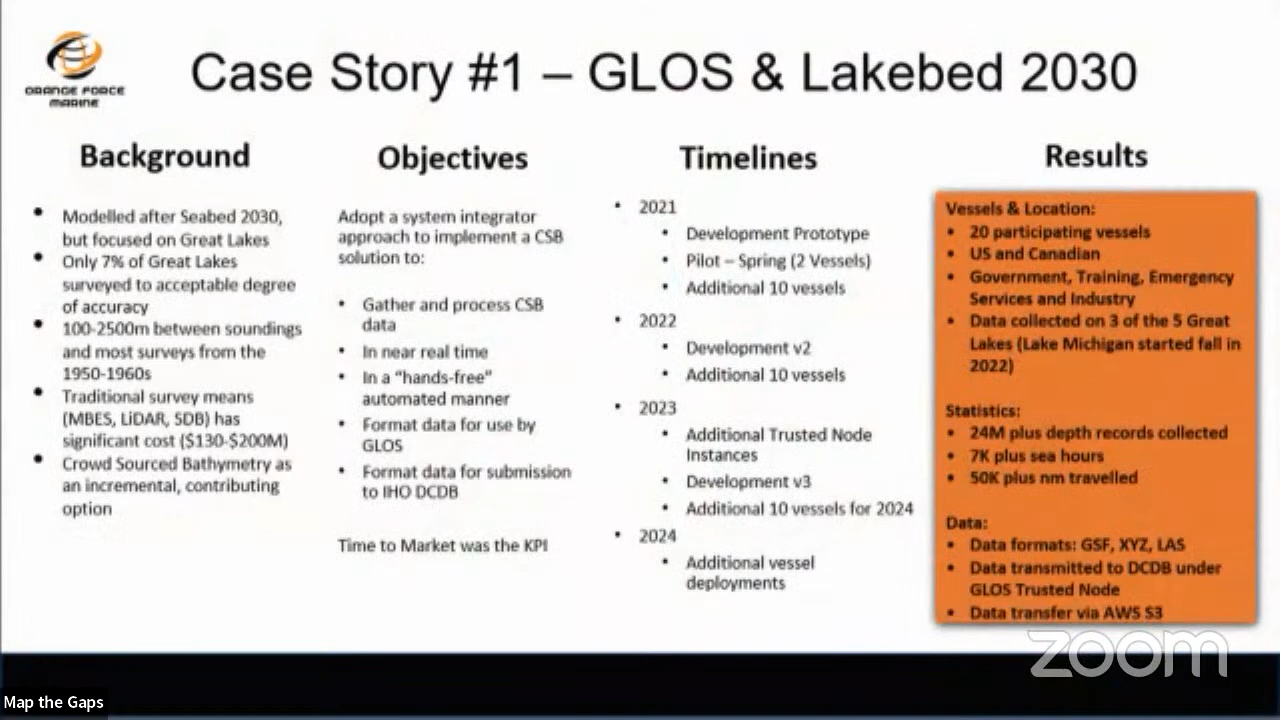 ORANGE FORCE
MARINE
Case Story #1 – GLOS & Lakebed 2030
Background
Modelled after Seabed 2030,
but focused on Great Lakes
Only 7% of Great Lakes
surveyed to acceptable degree
of accuracy
100-2500m between soundings
and most surveys from the
1950-1960s
Traditional survey means
(MBES, LiDAR, SDB) has
significant cost ($130-$200M)
Crowd Sourced Bathymetry as
an incremental, contributing
option
Objectives
Adopt a system integrator
approach to implement a CSB
solution to:
Gather and process CSB
data
In near real time
In a “hands-free”
automated manner
Format data for use by
GLOS
Format data for submission
to IHO DCDB
Time to Market was the KPI
Timelines
2021
Development Prototype
Pilot – Spring (2 Vessels)
Additional 10 vessels
2022
Development v2
Additional 10 vessels
2023
Additional Trusted Node
Instances
Development v3
Additional 10 vessels for 2024
2024
Additional vessel
deployments
Results
Vessels & Location:
20 participating vessels
US and Canadian
Government, Training, Emergency
Services and Industry
Data collected on 3 of the 5 Great
Lakes (Lake Michigan started fall in
2022)
Statistics:
24M plus depth records collected
7K plus sea hours
50K plus nm travelled
Data:
Data formats: GSF, XYZ, LAS
Data transmitted to DCDB under
GLOS Trusted Node
Data transfer via AWS S3
zoom
Map the Gaps